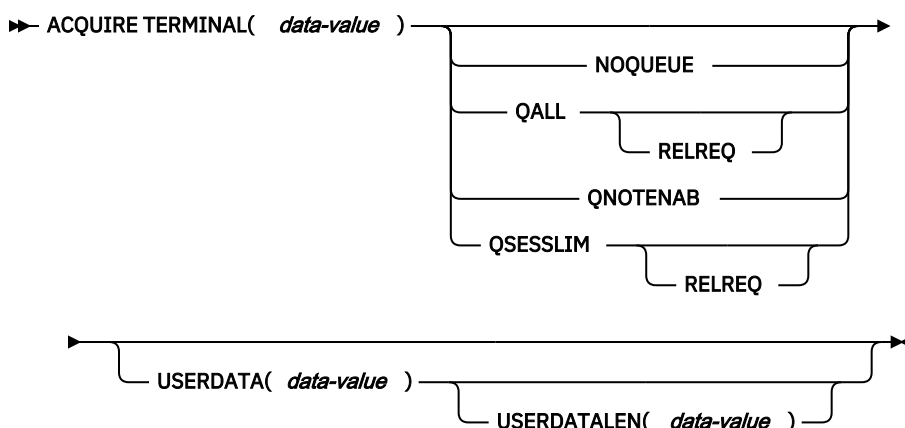 ACQUIRE TERMINAL( data-value )
NOQUEUE
QALL
RELREQ
QNOTENAB
QSESSLIM
RELREQ
USERDATA( data-value )
USERDATALEN( data-value )